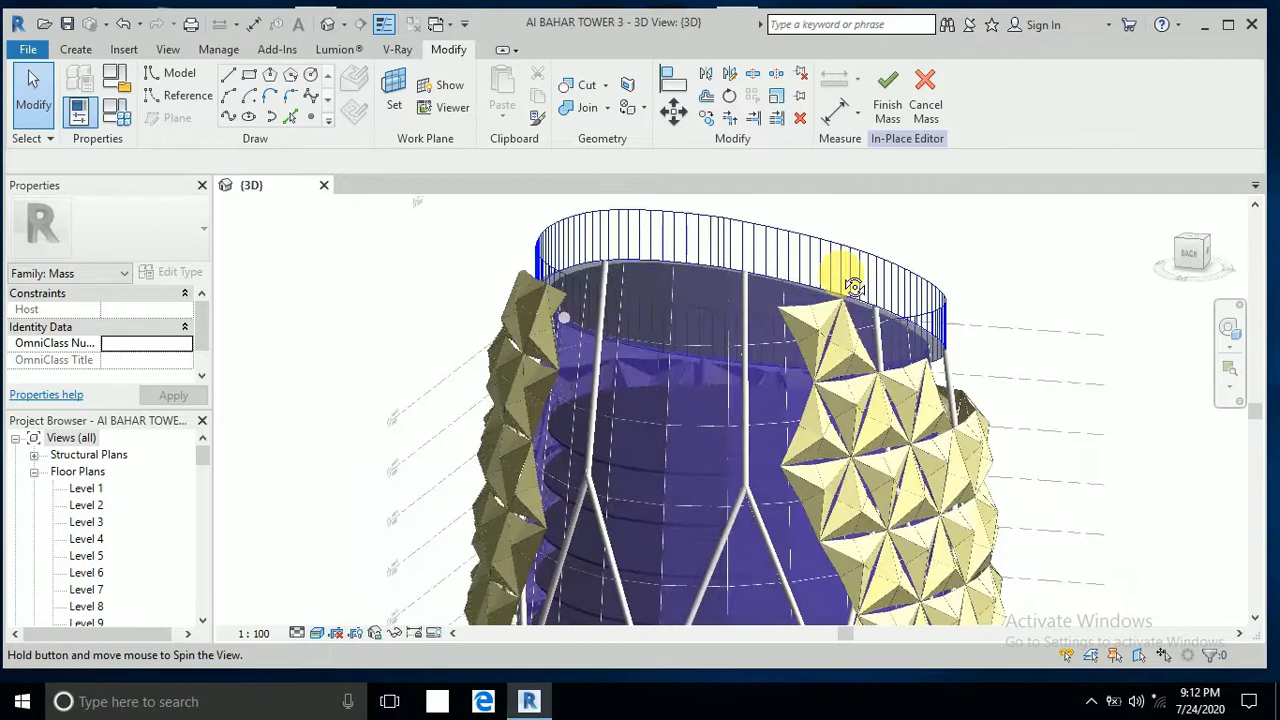 AI BAHAR TOWER 3 - 3D View: {3D}
Type a keyword or phrase
Sign In
File
Create
Insert
View
Manage
Add-Ins
Lumion®
V-Ray
Modify
Modify
Select
Properties
Model
Reference
Plane
Draw
Set
Show
Viewer
Work Plane
Paste
Clipboard
Cut
Join
Geometry
Modify
Measure
Finish Mass
Cancel Mass
In-Place Editor
Properties
{3D}
R
Family: Mass
Edit Type
Constraints
Host
Identity Data
OmniClass Nu...
OmniClass Title
Properties help
Apply
Project Browser - AI BAHAR TOWE...
Views (all)
Structural Plans
Floor Plans
Level 1
Level 2
Level 3
Level 4
Level 5
Level 6
Level 7
Level 8
Level 9
BACK
1 : 100
Activate Windows
Go to Settings to activate Windows.
Hold button and move mouse to Spin the View.
:0
Type here to search
9:12 PM
7/24/2020